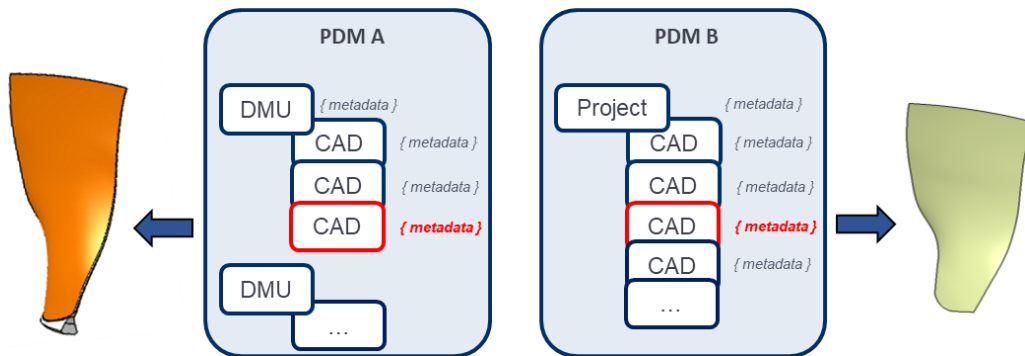 PDM A
DMU { metadata }
CAD { metadata }
CAD { metadata }
CAD { metadata }
DMU
...
PDM B
Project { metadata }
CAD { metadata }
CAD { metadata }
CAD { metadata }
CAD { metadata }
...